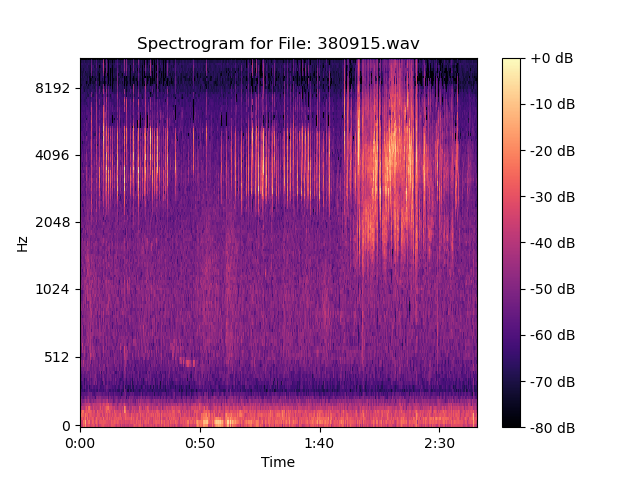 Spectrogram for File: 380915.wav
+0 dB
8192
-10 dB
4096
-20 dB
-30 dB
2048
Hz
-40 dB
1024
-50 dB
-60 dB
512
-70 dB
0
-80 dB
0:00
0:50
1:40
2:30
Time